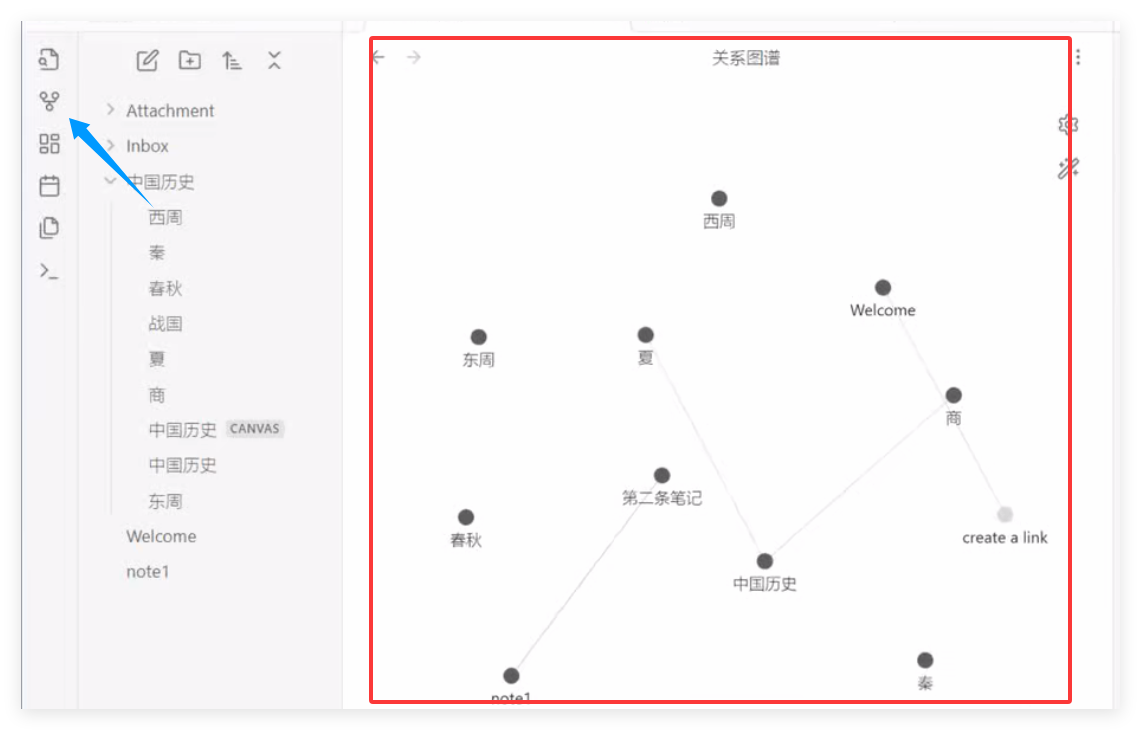 Attachment
Inbox
中国历史
西周
秦
春秋
战国
夏
商
中国历史 CANVAS
中国历史
东周
Welcome
note1
关系图谱
西周
Welcome
东周
夏
商
第二条笔记
春秋
create a link
中国历史
秦
note1